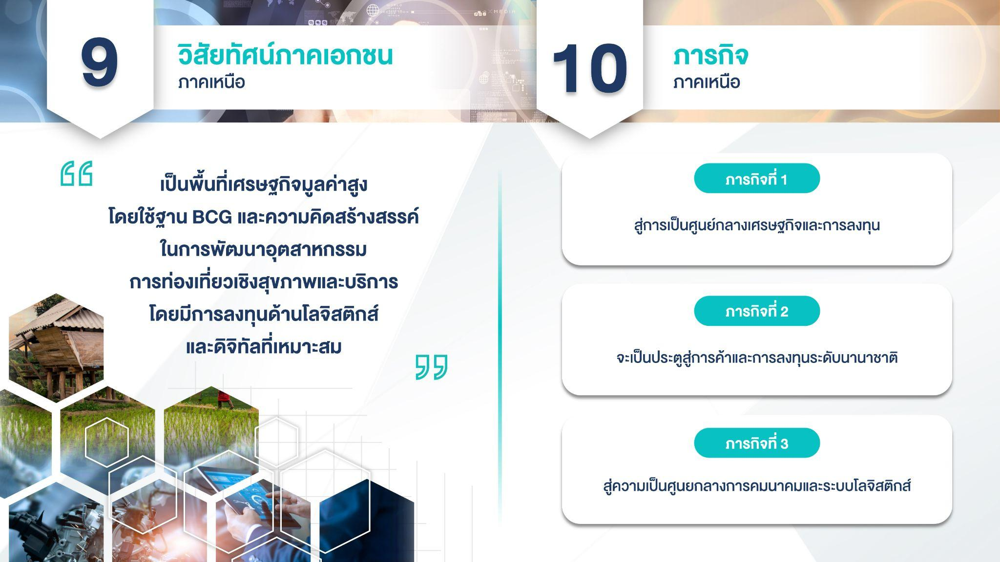 9
วิสัยทัศน์ภาคเอกชน
ภาคเหนือ
เป็นพื้นที่เศรษฐกิจมูลค่าสูง
โดยใช้ฐาน BCG และความคิดสร้างสรรค์
ในการพัฒนาอุตสาหกรรม
การท่องเที่ยวเชิงสุขภาพและบริการ
โดยมีการลงทุนด้านโลจิสติกส์
และดิจิทัลที่เหมาะสม
10
ภารกิจ
ภาคเหนือ
ภารกิจที่ 1
สู่การเป็นศูนย์กลางเศรษฐกิจและการลงทุน
ภารกิจที่ 2
จะเป็นประตูสู่การค้าและการลงทุนระดับนานาชาติ
ภารกิจที่ 3
สู่ความเป็นศูนยกลางการคมนาคมและระบบโลจิสติกส์